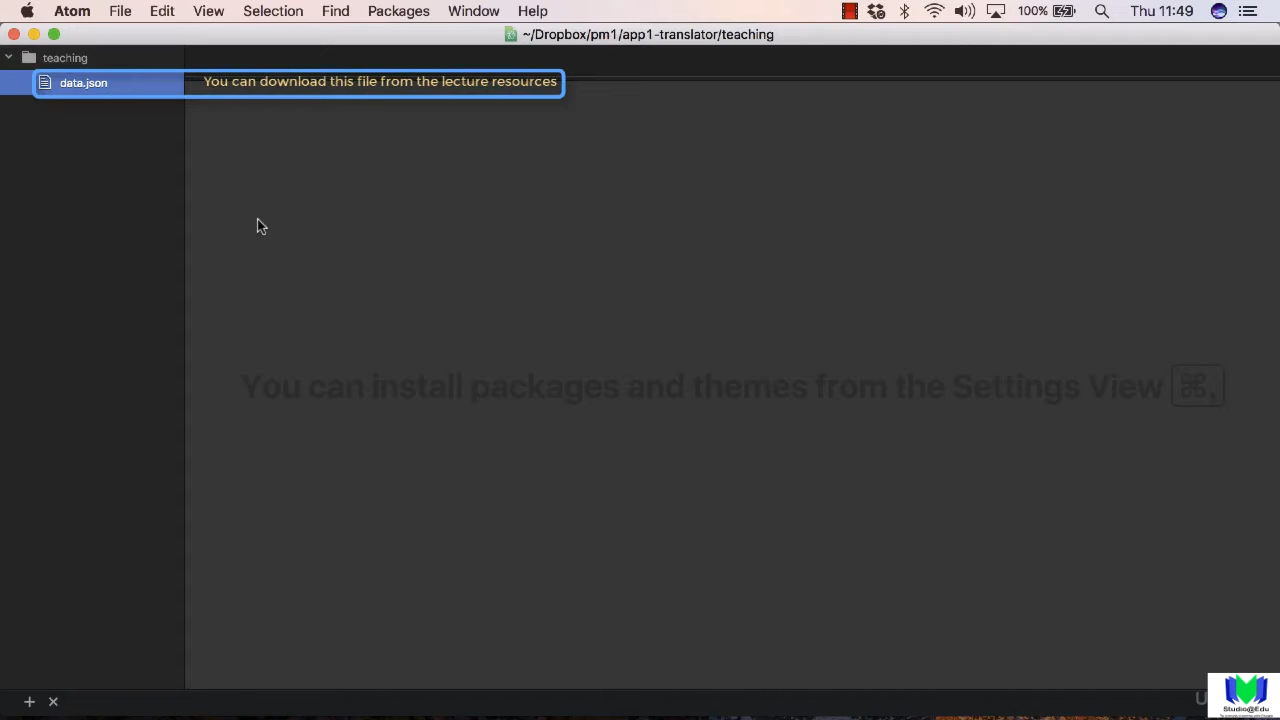 Atom File Edit View Selection Find Packages Window Help 100% Thu 11:49
~/Dropbox/pm1/app1-translator/teaching
teaching
data.json You can download this file from the lecture resources
You can install packages and themes from the Settings View ⌘,
Studio@Edu